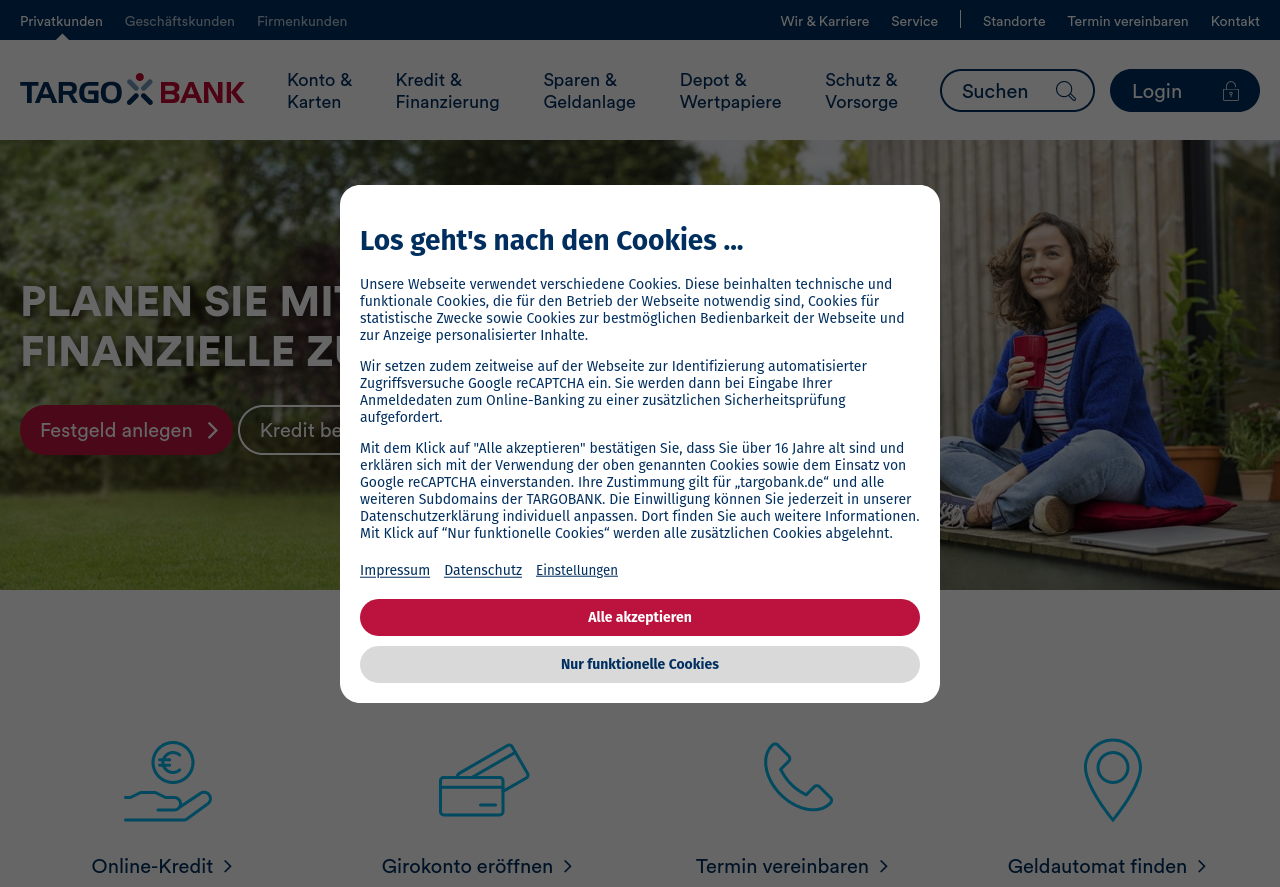 Privatkunden Geschäftskunden Firmenkunden Wir & Karriere Service Standorte Termin vereinbaren Kontakt
TARGO BANK
Konto &
Karten
Kredit &
Finanzierung
Sparen &
Geldanlage
Depot &
Wertpapiere
Schutz &
Vorsorge
Suchen
Login
PLANEN SIE MIT
FINANZIELLE ZU
Festgeld anlegen
Kredit be
Los geht's nach den Cookies ...
Unsere Webseite verwendet verschiedene Cookies. Diese beinhalten technische und
funktionale Cookies, die für den Betrieb der Webseite notwendig sind, Cookies für
statistische Zwecke sowie Cookies zur bestmöglichen Bedienbarkeit der Webseite und
zur Anzeige personalisierter Inhalte.
Wir setzen zudem zeitweise auf der Webseite zur Identifizierung automatisierter
Zugriffsversuche Google reCAPTCHA ein. Sie werden dann bei Eingabe Ihrer
Anmeldedaten zum Online-Banking zu einer zusätzlichen Sicherheitsprüfung
aufgefordert.
Mit dem Klick auf "Alle akzeptieren" bestätigen Sie, dass Sie über 16 Jahre alt sind und
erklären sich mit der Verwendung der oben genannten Cookies sowie dem Einsatz von
Google reCAPTCHA einverstanden. Ihre Zustimmung gilt für „targobank.de“ und alle
weiteren Subdomains der TARGOBANK. Die Einwilligung können Sie jederzeit in unserer
Datenschutzerklärung individuell anpassen. Dort finden Sie auch weitere Informationen.
Mit Klick auf “Nur funktionelle Cookies“ werden alle zusätzlichen Cookies abgelehnt.
Impressum Datenschutz Einstellungen
Alle akzeptieren
Nur funktionelle Cookies
Online-Kredit
Girokonto eröffnen
Termin vereinbaren
Geldautomat finden